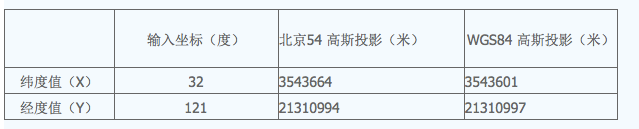 输入坐标（度） 北京54 高斯投影（米） WGS84 高斯投影（米）
纬度值（X） 32 3543664 3543601
经度值（Y） 121 21310994 21310997